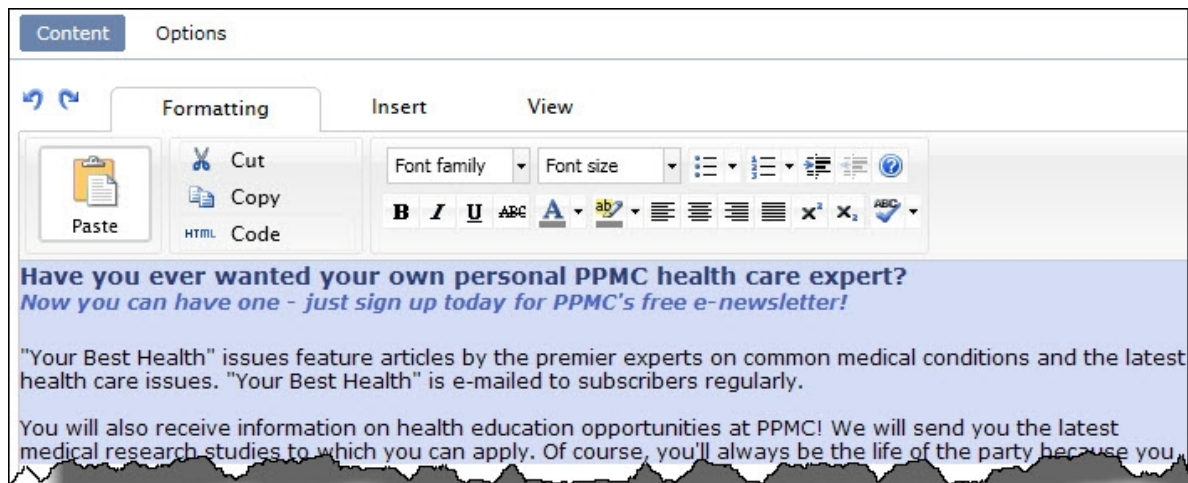 Content Options
Formatting Insert View
Paste
Cut
Copy
HTML Code
Font family Font size
B I U ABC A ab x² x₂ ABC
Have you ever wanted your own personal PPMC health care expert?
Now you can have one - just sign up today for PPMC's free e-newsletter!
"Your Best Health" issues feature articles by the premier experts on common medical conditions and the latest
health care issues. "Your Best Health" is e-mailed to subscribers regularly.
You will also receive information on health education opportunities at PPMC! We will send you the latest
medical research studies to which you can apply. Of course, you'll always be the life of the party because you